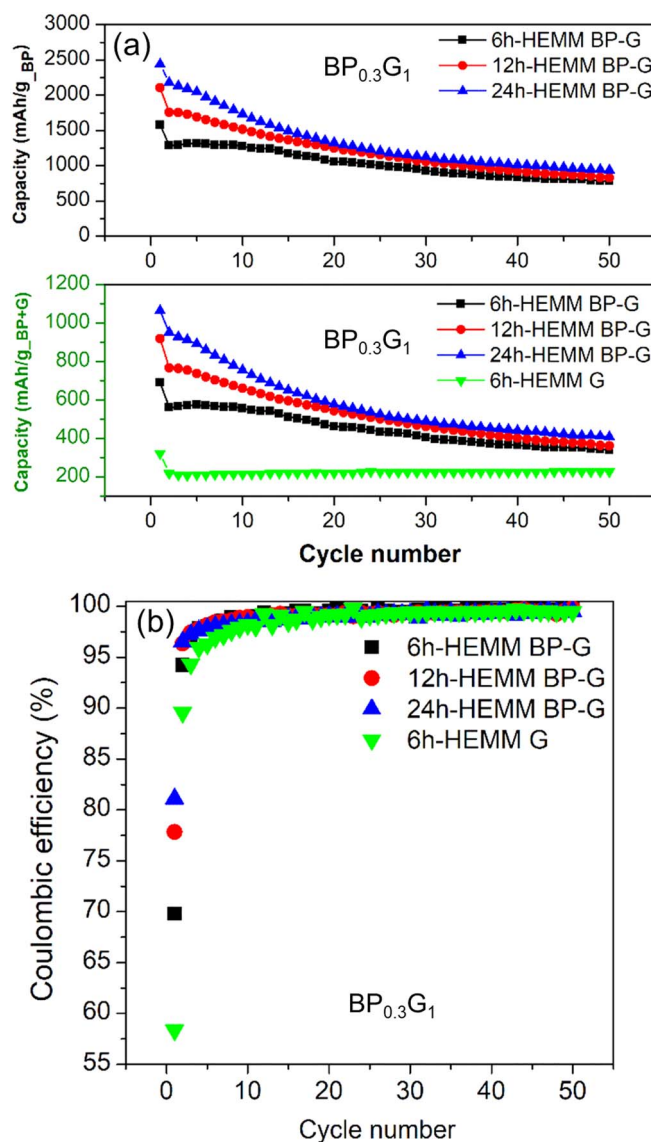 (a)
BP0.3G1
6h-HEMM BP-G
12h-HEMM BP-G
24h-HEMM BP-G
Capacity (mAh/g_BP)
3000
2500
2000
1500
1000
500
0
0 10 20 30 40 50
BP0.3G1
6h-HEMM BP-G
12h-HEMM BP-G
24h-HEMM BP-G
6h-HEMM G
Capacity (mAh/g_BP+G)
1200
1000
800
600
400
200
0 10 20 30 40 50
Cycle number
(b)
6h-HEMM BP-G
12h-HEMM BP-G
24h-HEMM BP-G
6h-HEMM G
BP0.3G1
Coulombic efficiency (%)
100
95
90
85
80
75
70
65
60
55
0 10 20 30 40 50
Cycle number